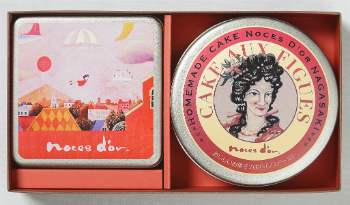 noces d'or.
HOMEMADE CAKE NOCES D'OR NAGASAKI
CAKE AUX FIGUES
noces d'or